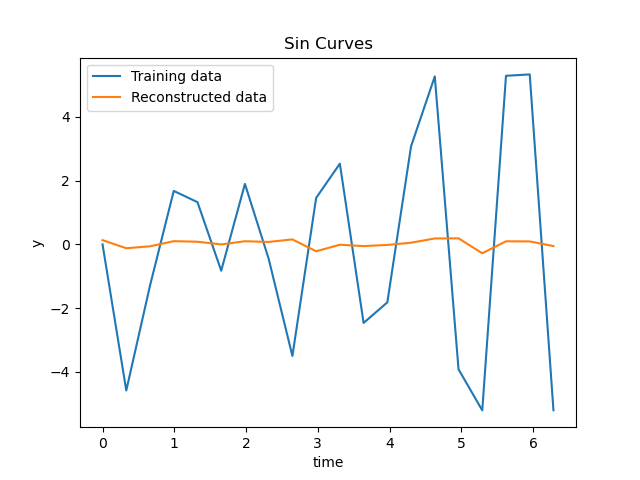 Sin Curves
Training data
Reconstructed data
4
2
0
−2
−4
y
0 1 2 3 4 5 6
time